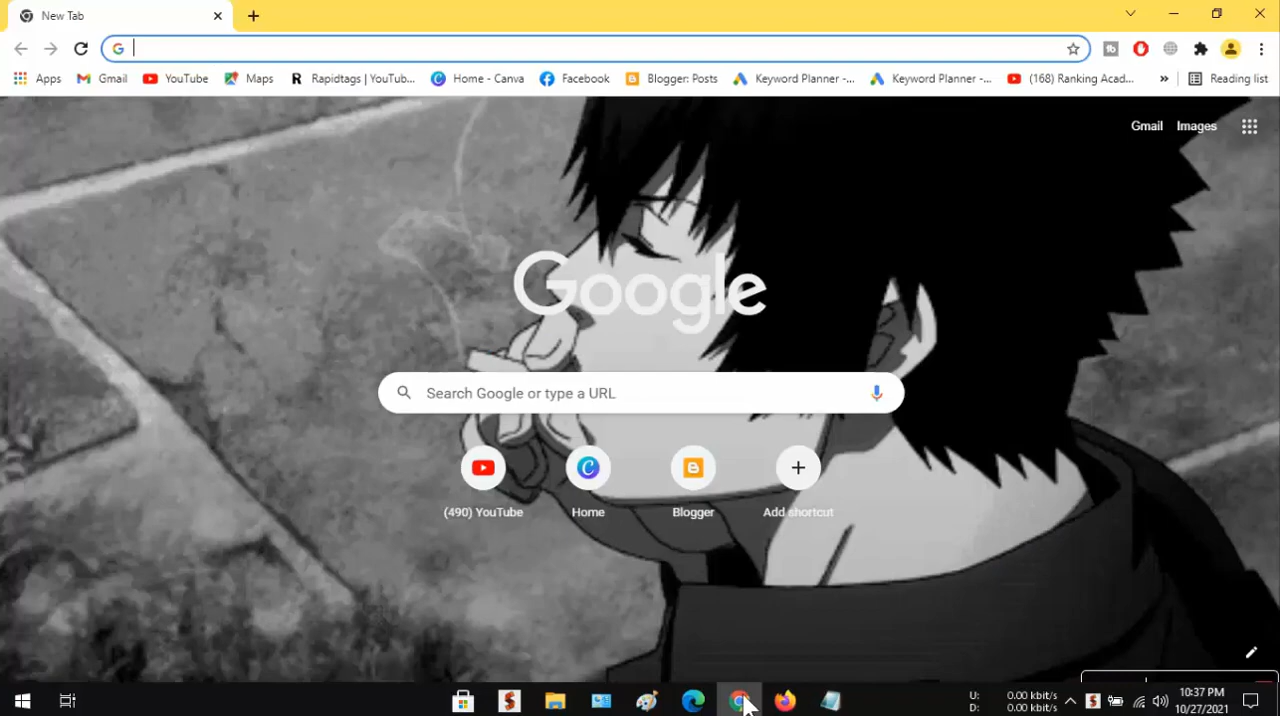 New Tab
Apps
Gmail
YouTube
Maps
Rapidtags | YouTub...
Home - Canva
Facebook
Blogger: Posts
Keyword Planner -...
Keyword Planner -...
(168) Ranking Acad...
»
Reading list
Gmail
Images
Google
Search Google or type a URL
(490) YouTube
Home
Blogger
Add shortcut
U: 0.00 kbit/s
D: 0.00 kbit/s
10:37 PM
10/27/2021